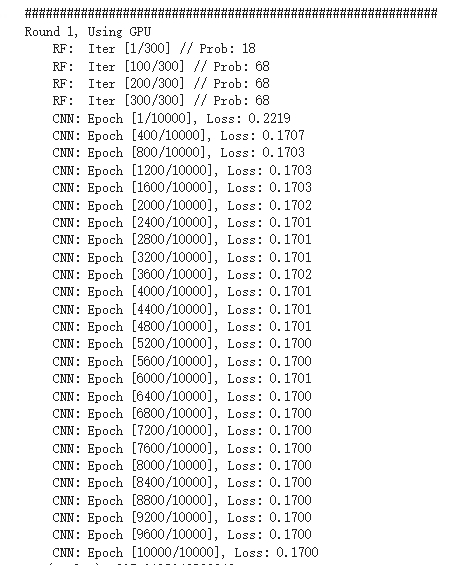 ################################################################
Round 1, Using GPU
RF: Iter [1/300] // Prob: 18
RF: Iter [100/300] // Prob: 68
RF: Iter [200/300] // Prob: 68
RF: Iter [300/300] // Prob: 68
CNN: Epoch [1/10000], Loss: 0.2219
CNN: Epoch [400/10000], Loss: 0.1707
CNN: Epoch [800/10000], Loss: 0.1703
CNN: Epoch [1200/10000], Loss: 0.1703
CNN: Epoch [1600/10000], Loss: 0.1703
CNN: Epoch [2000/10000], Loss: 0.1702
CNN: Epoch [2400/10000], Loss: 0.1701
CNN: Epoch [2800/10000], Loss: 0.1701
CNN: Epoch [3200/10000], Loss: 0.1701
CNN: Epoch [3600/10000], Loss: 0.1702
CNN: Epoch [4000/10000], Loss: 0.1701
CNN: Epoch [4400/10000], Loss: 0.1701
CNN: Epoch [4800/10000], Loss: 0.1701
CNN: Epoch [5200/10000], Loss: 0.1700
CNN: Epoch [5600/10000], Loss: 0.1700
CNN: Epoch [6000/10000], Loss: 0.1701
CNN: Epoch [6400/10000], Loss: 0.1700
CNN: Epoch [6800/10000], Loss: 0.1700
CNN: Epoch [7200/10000], Loss: 0.1700
CNN: Epoch [7600/10000], Loss: 0.1700
CNN: Epoch [8000/10000], Loss: 0.1700
CNN: Epoch [8400/10000], Loss: 0.1700
CNN: Epoch [8800/10000], Loss: 0.1700
CNN: Epoch [9200/10000], Loss: 0.1700
CNN: Epoch [9600/10000], Loss: 0.1700
CNN: Epoch [10000/10000], Loss: 0.1700